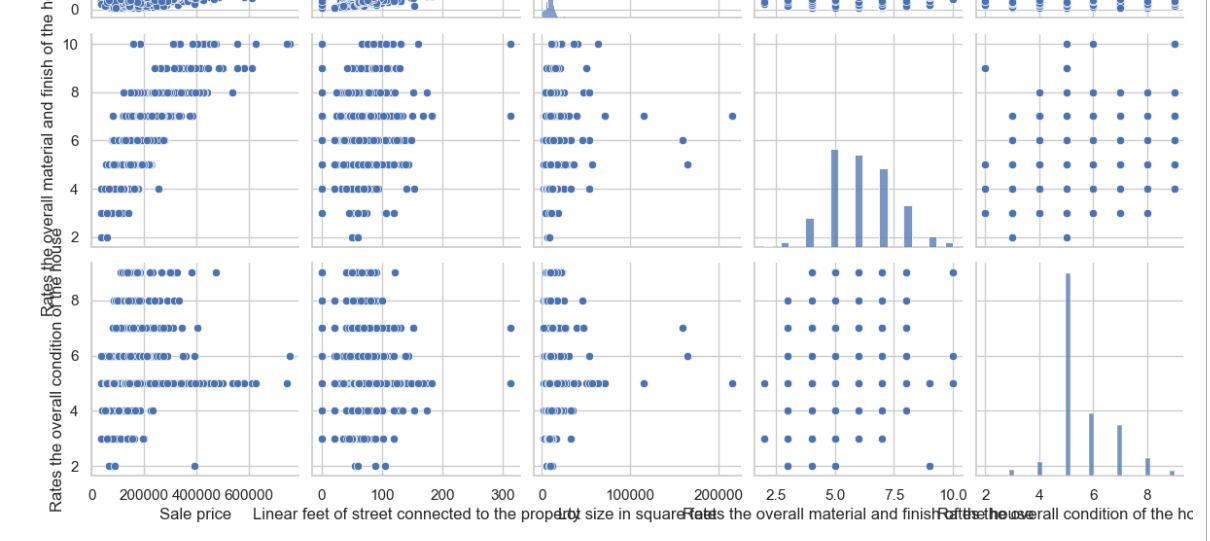 0
10
8
6
4
2
Rates the overall material and finish of the h
8
6
4
2
Rates the overall condition of the house
0 200000 400000 600000
0 100 200 300
0 100000 200000
2.5 5.0 7.5 10.0
2 4 6 8
Sale price
Linear feet of street connected to the property
Lot size in square feet
Rates the overall material and finish of the house
Rates the overall condition of the hc